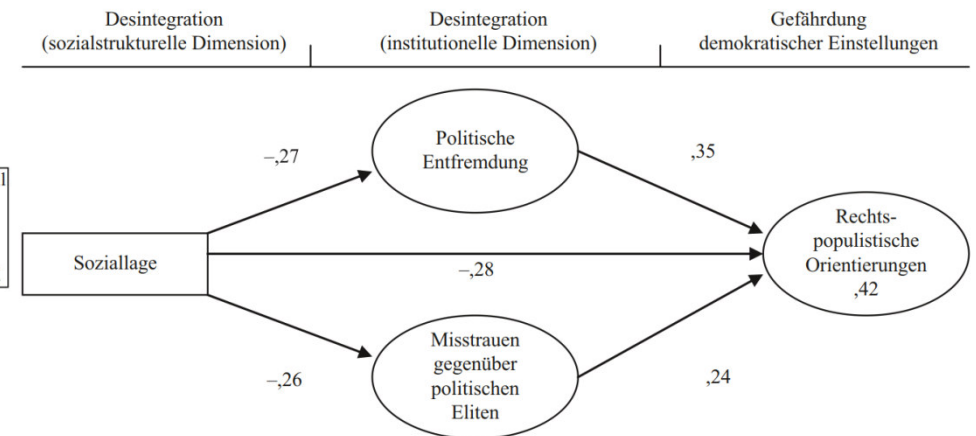 Desintegration
(sozialstrukturelle Dimension)
Desintegration
(institutionelle Dimension)
Gefährdung
demokratischer Einstellungen
Politische
Entfremdung
–,27
,35
Soziallage
–,28
Rechts-
populistische
Orientierungen
,42
Misstrauen
gegenüber
politischen
Eliten
–,26
,24